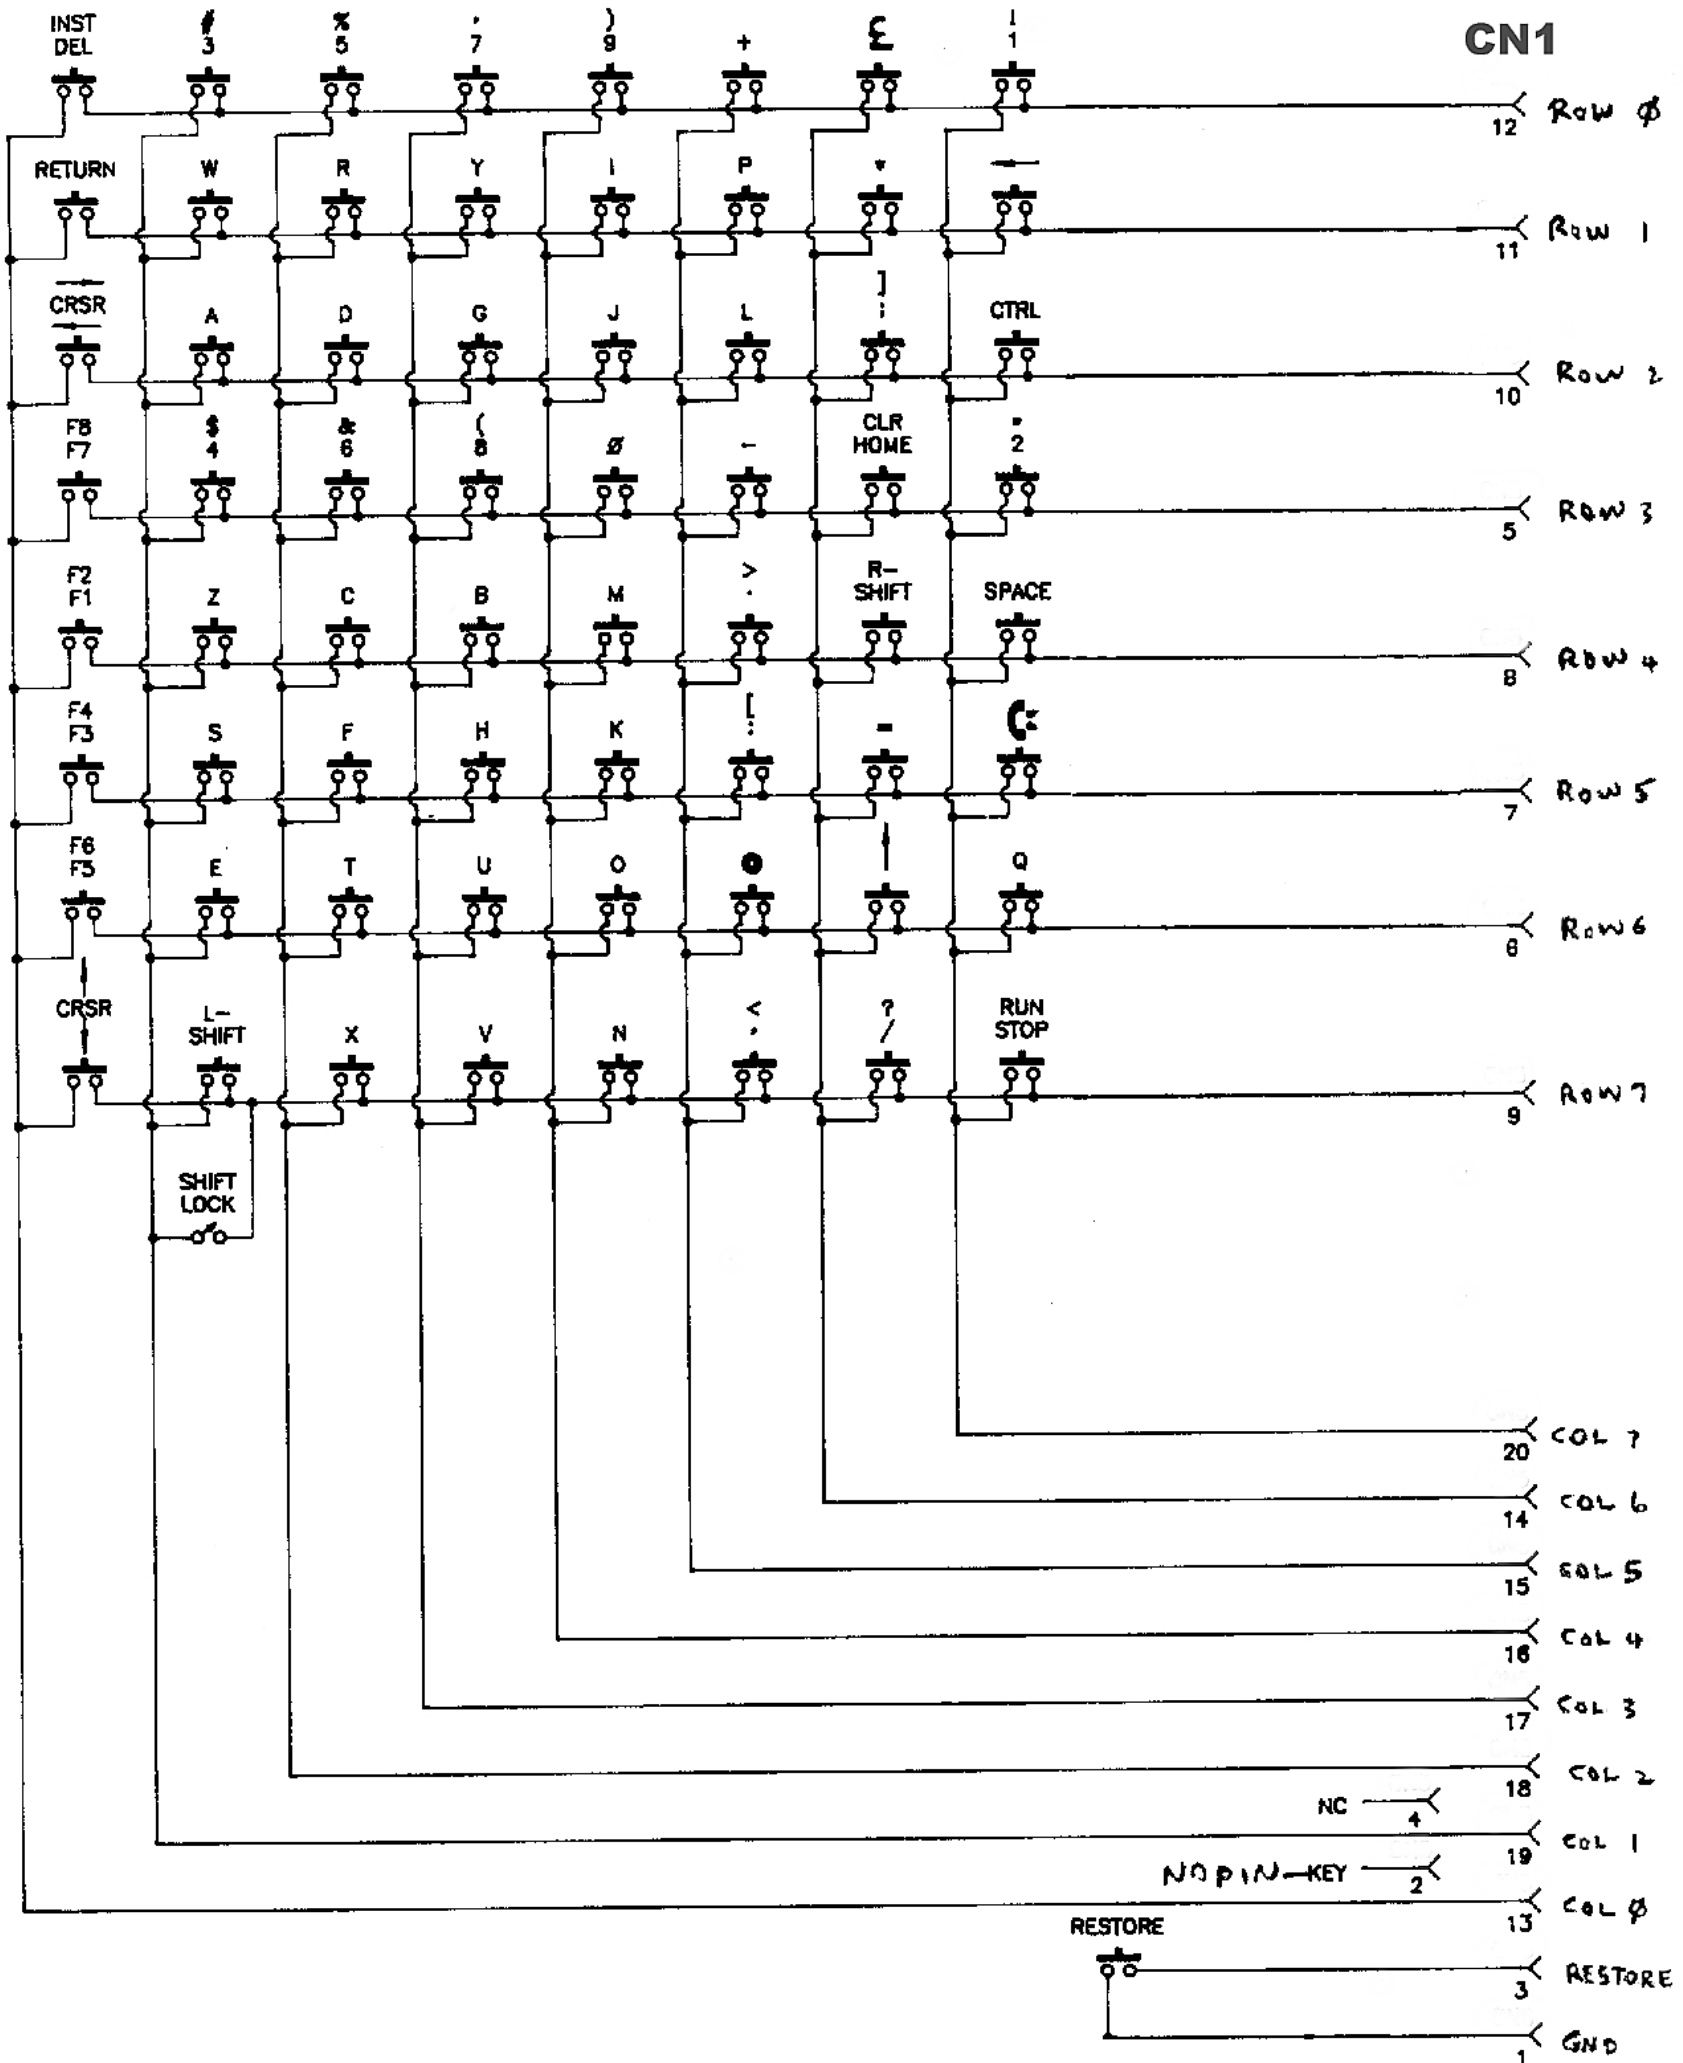 CN1
INST # % ' ) £ !
DEL 3 5 7 9 + 1
12 ROW Ø
RETURN W R Y I P * ←
11 ROW 1
→ ]
CRSR A D G J L ; CTRL
←
10 ROW 2
F8 $ & ( CLR "
F7 4 6 8 Ø - HOME 2
5 ROW 3
F2 > R-
F1 Z C B M . SHIFT SPACE
8 ROW 4
F4 [
F3 S F H K : = C=
7 ROW 5
F6 ↑
F5 E T U O @ Q
6 ROW 6
↑
CRSR L- < ? RUN
↓ SHIFT X V N , / STOP
9 ROW 7
SHIFT
LOCK
20 COL 7
14 COL 6
15 COL 5
16 COL 4
17 COL 3
18 COL 2
NC 4
19 COL 1
NO PIN-KEY 2
13 COL Ø
RESTORE
3 RESTORE
1 GND